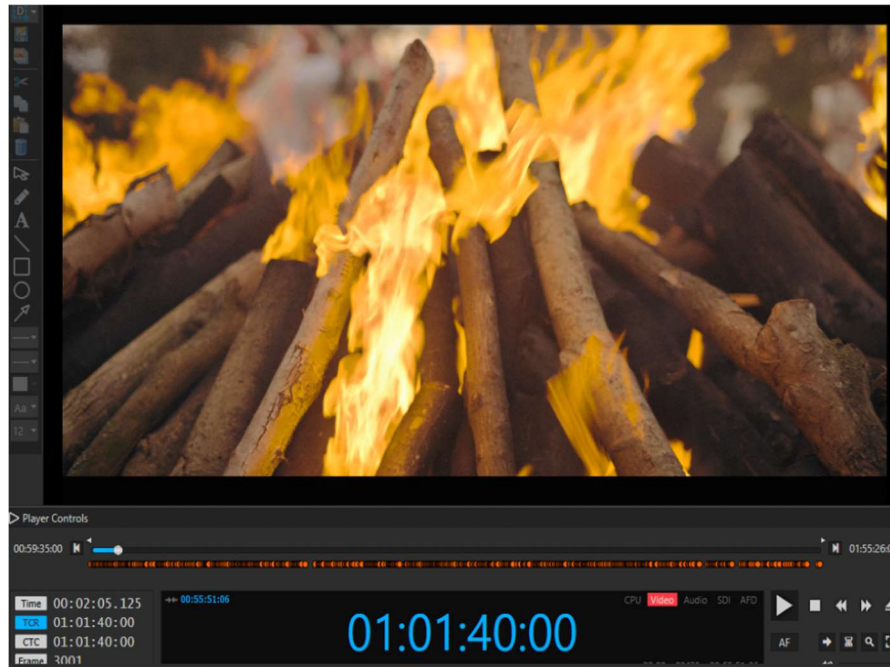 A
Aa
12
Player Controls
00:59:35:00
01:55:26:0
Time 00:02:05.125
TCR 01:01:40:00
CTC 01:01:40:00
Frame 3001
00:55:51:06
CPU Video Audio SDI AFD
01:01:40:00
AF